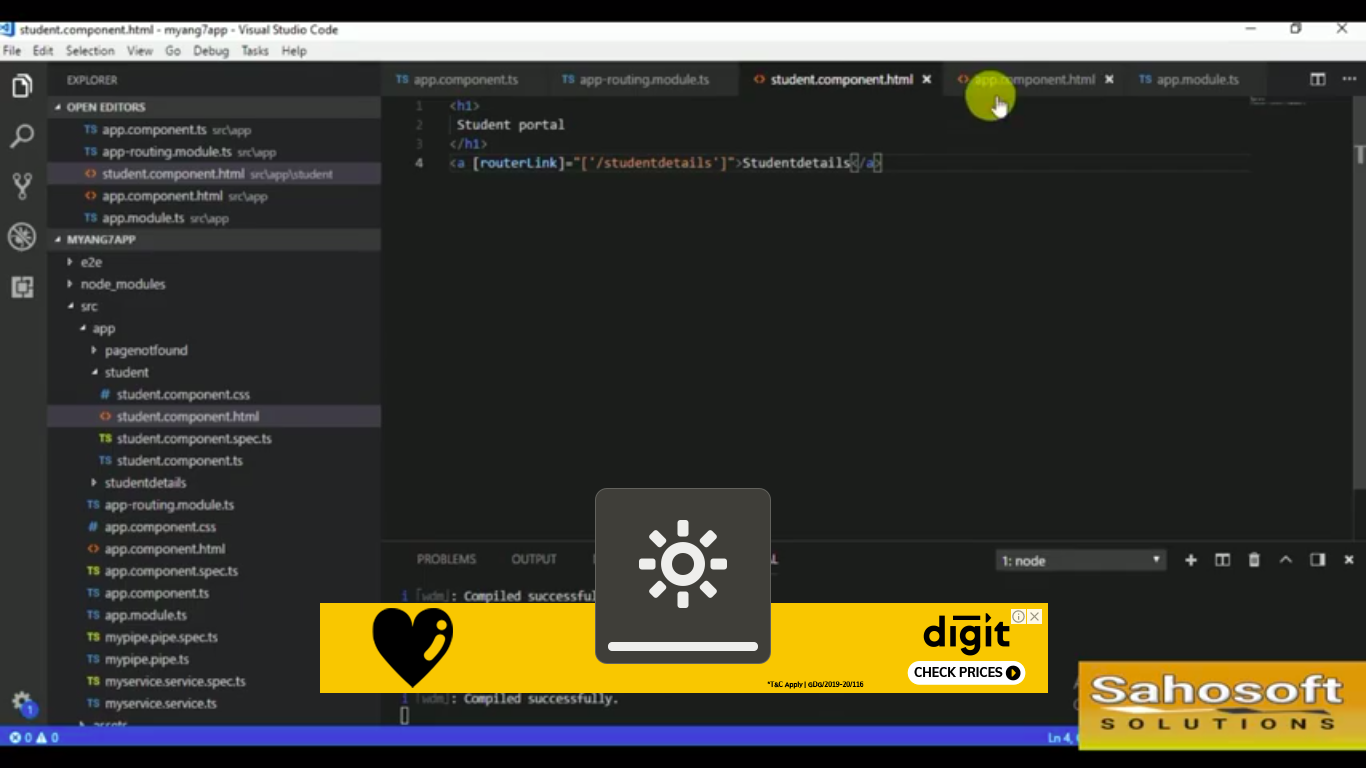 student.component.html - myang7app - Visual Studio Code
File Edit Selection View Go Debug Tasks Help
EXPLORER
OPEN EDITORS
TS app.component.ts src\app
TS app-routing.module.ts src\app
<> student.component.html src\app\student
<> app.component.html src\app
TS app.module.ts src\app
MYANG7APP
e2e
node_modules
src
app
pagenotfound
student
# student.component.css
<> student.component.html
TS student.component.spec.ts
TS student.component.ts
studentdetails
TS app-routing.module.ts
# app.component.css
<> app.component.html
TS app.component.spec.ts
TS app.component.ts
TS app.module.ts
TS mypipe.pipe.spec.ts
TS mypipe.pipe.ts
TS myservice.service.spec.ts
TS myservice.service.ts
assets
1
0 0
TS app.component.ts TS app-routing.module.ts <> student.component.html <> app.component.html TS app.module.ts
1 <h1>
2 Student portal
3 </h1>
4 <a [routerLink]="['/studentdetails']">Studentdetails</a>
PROBLEMS OUTPUT 1: node
i ｢wdm｣: Compiled
i ｢wdm｣: Compiled successfully.
digit
CHECK PRICES
*T&C Apply | GDG/2019-20/116
Ln 4,
Sahosoft
SOLUTIONS